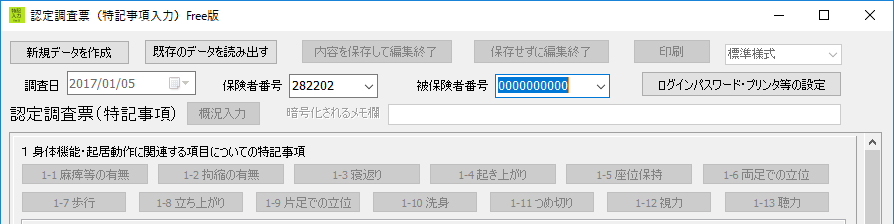 特記入力 認定調査票（特記事項入力）Free版
新規データを作成 既存のデータを読み出す 内容を保存して編集終了 保存せずに編集終了 印刷 標準様式
調査日 2017/01/05 保険者番号 282202 被保険者番号 0000000000 ログインパスワード・プリンタ等の設定
認定調査票（特記事項） 概況入力 暗号化されるメモ欄
1 身体機能・起居動作に関連する項目についての特記事項
1-1 麻痺等の有無 1-2 拘縮の有無 1-3 寝返り 1-4 起き上がり 1-5 座位保持 1-6 両足での立位
1-7 歩行 1-8 立ち上がり 1-9 片足での立位 1-10 洗身 1-11 つめ切り 1-12 視力 1-13 聴力